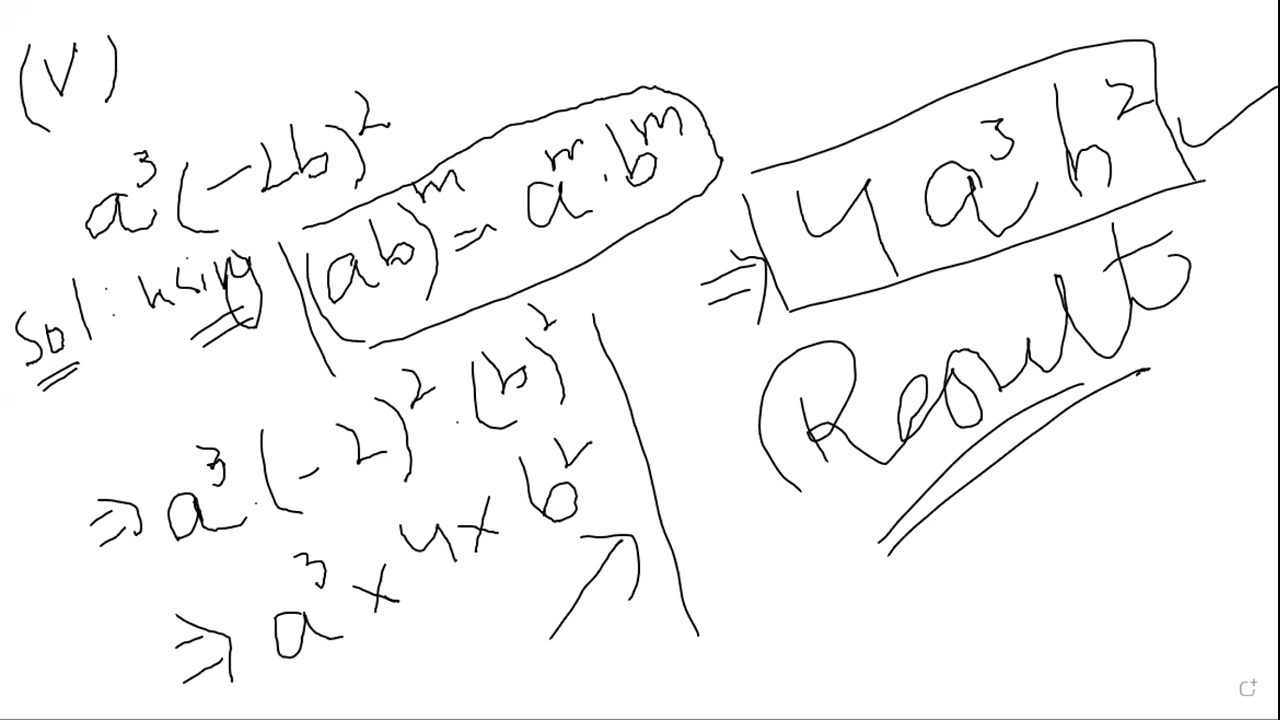 (V)
a³(-2b)²
Sol: using (ab)^m = a^m.b^m
⇒ a³.(-2)².(b)²
⇒ a³ × 4 × b²
⇒ 4a³b²
Result